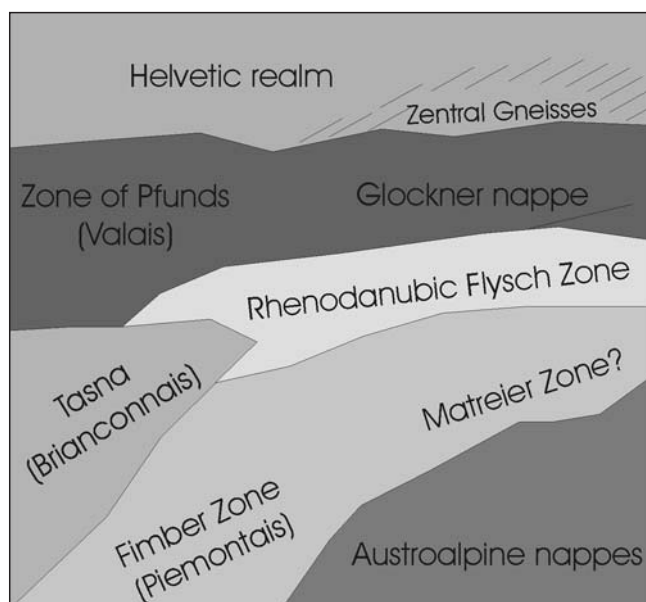 Helvetic realm
Zentral Gneisses
Zone of Pfunds
(Valais)
Glockner nappe
Rhenodanubic Flysch Zone
Tasna
(Brianconnais)
Matreier Zone?
Fimber Zone
(Piemontais)
Austroalpine nappes